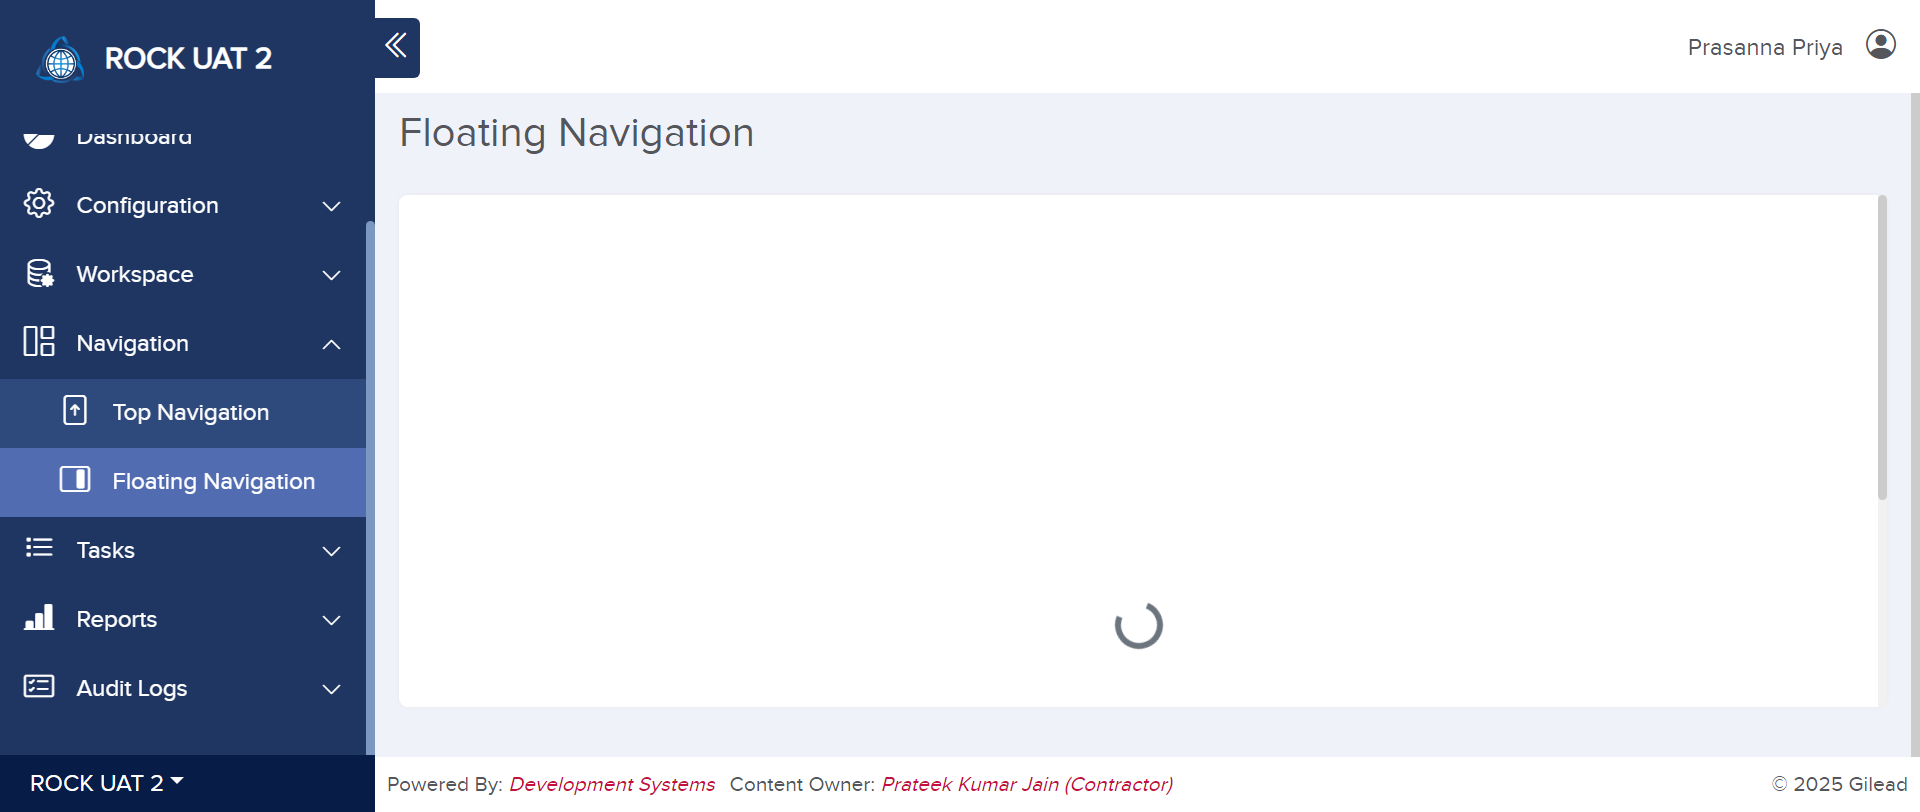 ROCK UAT 2
Prasanna Priya
Dashboard
Configuration
Workspace
Navigation
Top Navigation
Floating Navigation
Tasks
Reports
Audit Logs
ROCK UAT 2
Floating Navigation
Powered By: Development Systems Content Owner: Prateek Kumar Jain (Contractor)
© 2025 Gilead